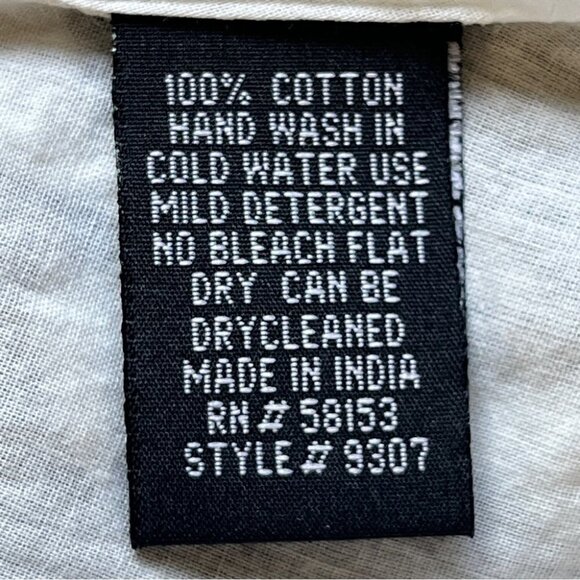 100% COTTON
HAND WASH IN
COLD WATER USE
MILD DETERGENT
NO BLEACH FLAT
DRY CAN BE
DRYCLEANED
MADE IN INDIA
RN # 58153
STYLE # 9307